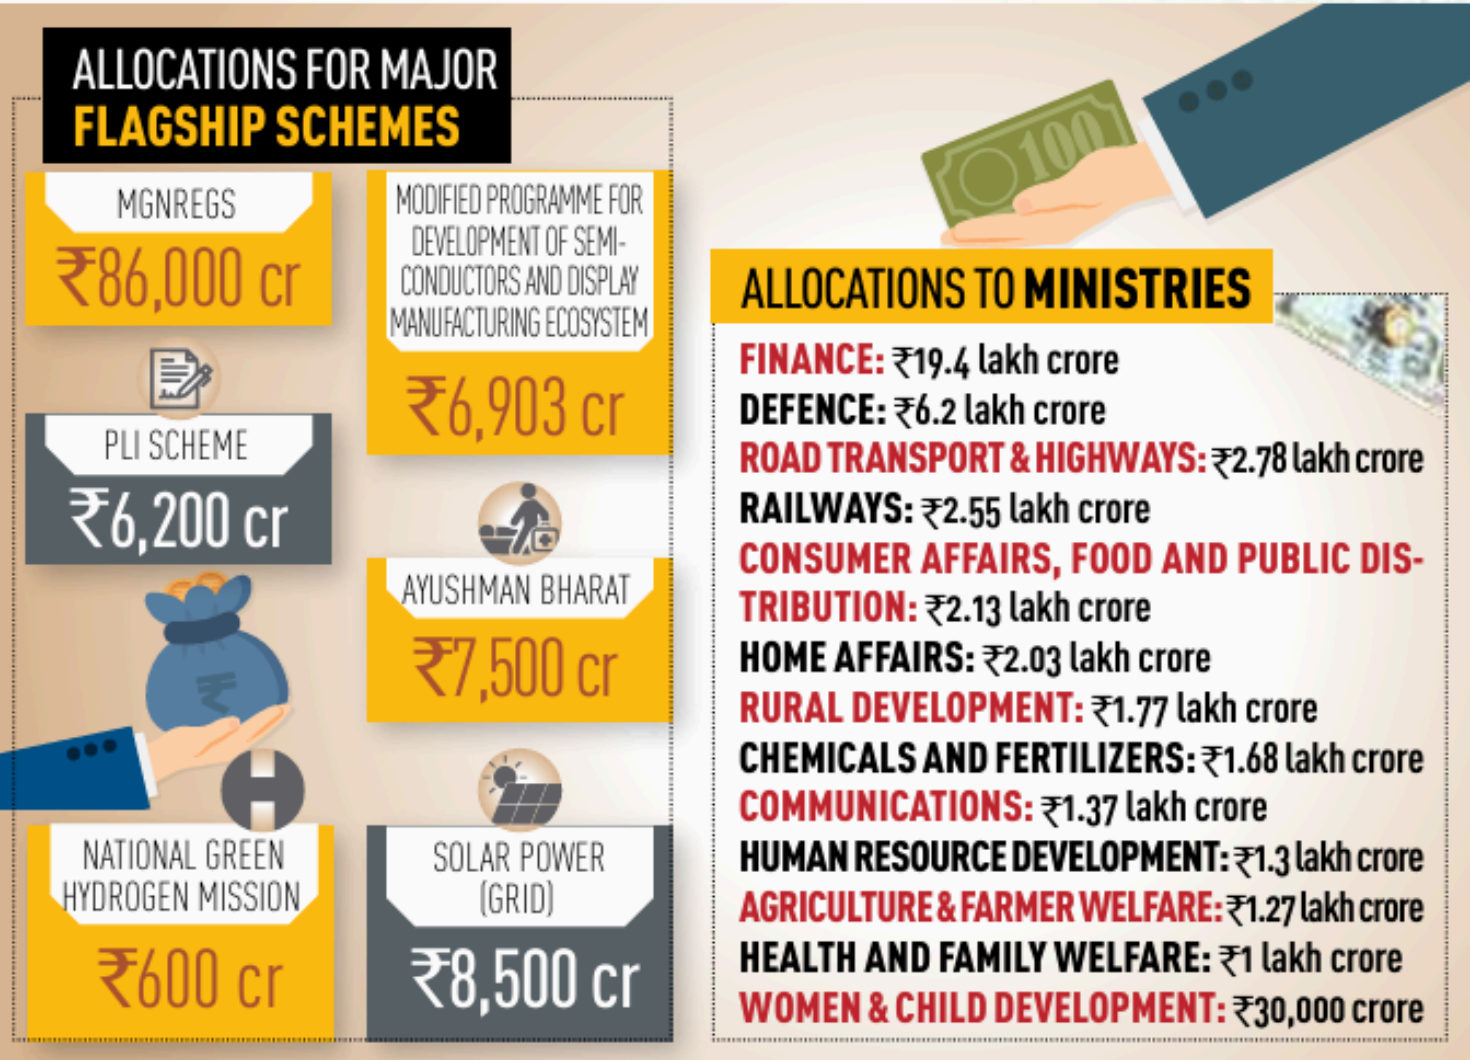 ALLOCATIONS FOR MAJOR
FLAGSHIP SCHEMES
MGNREGS
₹86,000 cr
PLI SCHEME
₹6,200 cr
NATIONAL GREEN
HYDROGEN MISSION
₹600 cr
MODIFIED PROGRAMME FOR
DEVELOPMENT OF SEMI-
CONDUCTORS AND DISPLAY
MANUFACTURING ECOSYSTEM
₹6,903 cr
AYUSHMAN BHARAT
₹7,500 cr
SOLAR POWER
(GRID)
₹8,500 cr
100
ALLOCATIONS TO MINISTRIES
FINANCE: ₹19.4 lakh crore
DEFENCE: ₹6.2 lakh crore
ROAD TRANSPORT & HIGHWAYS: ₹2.78 lakh crore
RAILWAYS: ₹2.55 lakh crore
CONSUMER AFFAIRS, FOOD AND PUBLIC DIS-
TRIBUTION: ₹2.13 lakh crore
HOME AFFAIRS: ₹2.03 lakh crore
RURAL DEVELOPMENT: ₹1.77 lakh crore
CHEMICALS AND FERTILIZERS: ₹1.68 lakh crore
COMMUNICATIONS: ₹1.37 lakh crore
HUMAN RESOURCE DEVELOPMENT: ₹1.3 lakh crore
AGRICULTURE & FARMER WELFARE: ₹1.27 lakh crore
HEALTH AND FAMILY WELFARE: ₹1 lakh crore
WOMEN & CHILD DEVELOPMENT: ₹30,000 crore